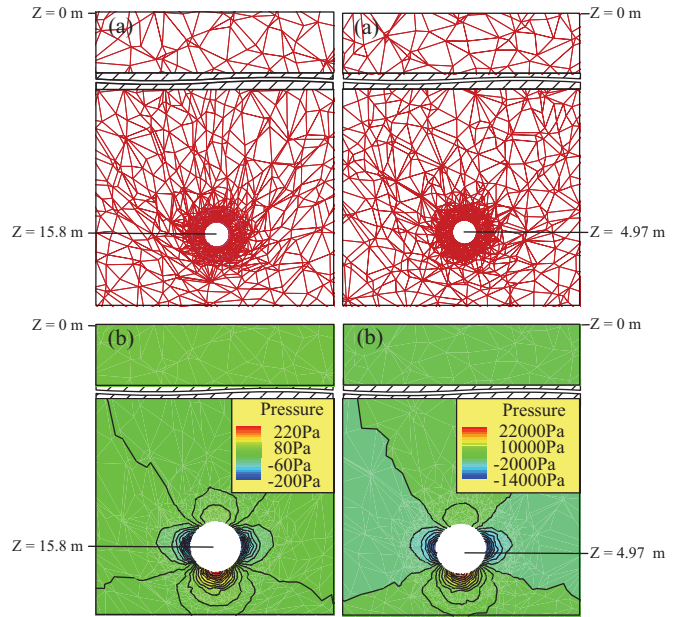 Z = 0 m
(a)
(a)
Z = 0 m
Z = 15.8 m
Z = 4.97 m
Z = 0 m
(b)
(b)
Z = 0 m
Pressure
220Pa
80Pa
-60Pa
-200Pa
Pressure
22000Pa
10000Pa
-2000Pa
-14000Pa
Z = 15.8 m
Z = 4.97 m